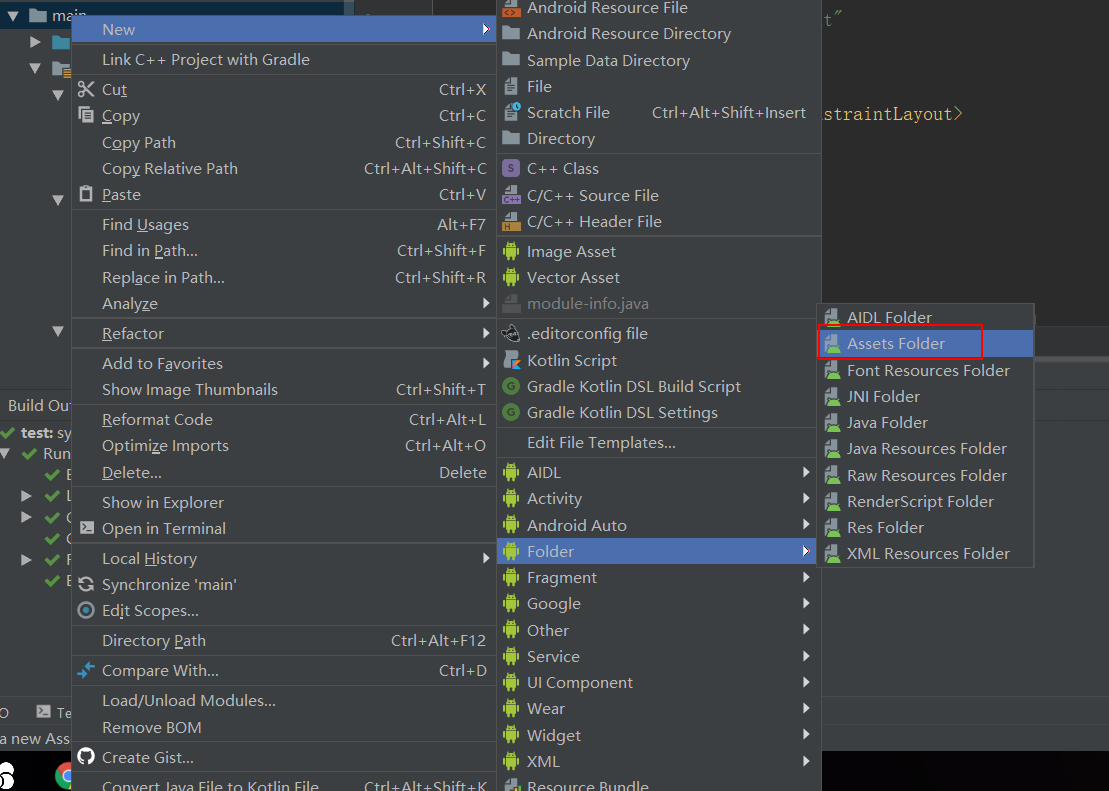 main
New
Link C++ Project with Gradle
Cut Ctrl+X
Copy Ctrl+C
Copy Path Ctrl+Shift+C
Copy Relative Path Ctrl+Alt+Shift+C
Paste Ctrl+V
Find Usages Alt+F7
Find in Path... Ctrl+Shift+F
Replace in Path... Ctrl+Shift+R
Analyze
Refactor
Add to Favorites
Show Image Thumbnails Ctrl+Shift+T
Reformat Code Ctrl+Alt+L
Optimize Imports Ctrl+Alt+O
Delete... Delete
Show in Explorer
Open in Terminal
Local History
Synchronize 'main'
Edit Scopes...
Directory Path Ctrl+Alt+F12
Compare With... Ctrl+D
Load/Unload Modules...
Remove BOM
Create Gist...
Convert Java File to Kotlin File Ctrl+Alt+Shift+K
Android Resource File
Android Resource Directory
Sample Data Directory
File
Scratch File Ctrl+Alt+Shift+Insert
Directory
S C++ Class
C++ C/C++ Source File
H C/C++ Header File
Image Asset
Vector Asset
module-info.java
.editorconfig file
Kotlin Script
G Gradle Kotlin DSL Build Script
G Gradle Kotlin DSL Settings
Edit File Templates...
AIDL
Activity
Android Auto
Folder
Fragment
Google
Other
Service
UI Component
Wear
Widget
XML
Resource Bundle
AIDL Folder
Assets Folder
Font Resources Folder
JNI Folder
Java Folder
Java Resources Folder
Raw Resources Folder
RenderScript Folder
Res Folder
XML Resources Folder
t"
straintLayout>
Build Ou
test: sy
Run
O
Te
a new Ass